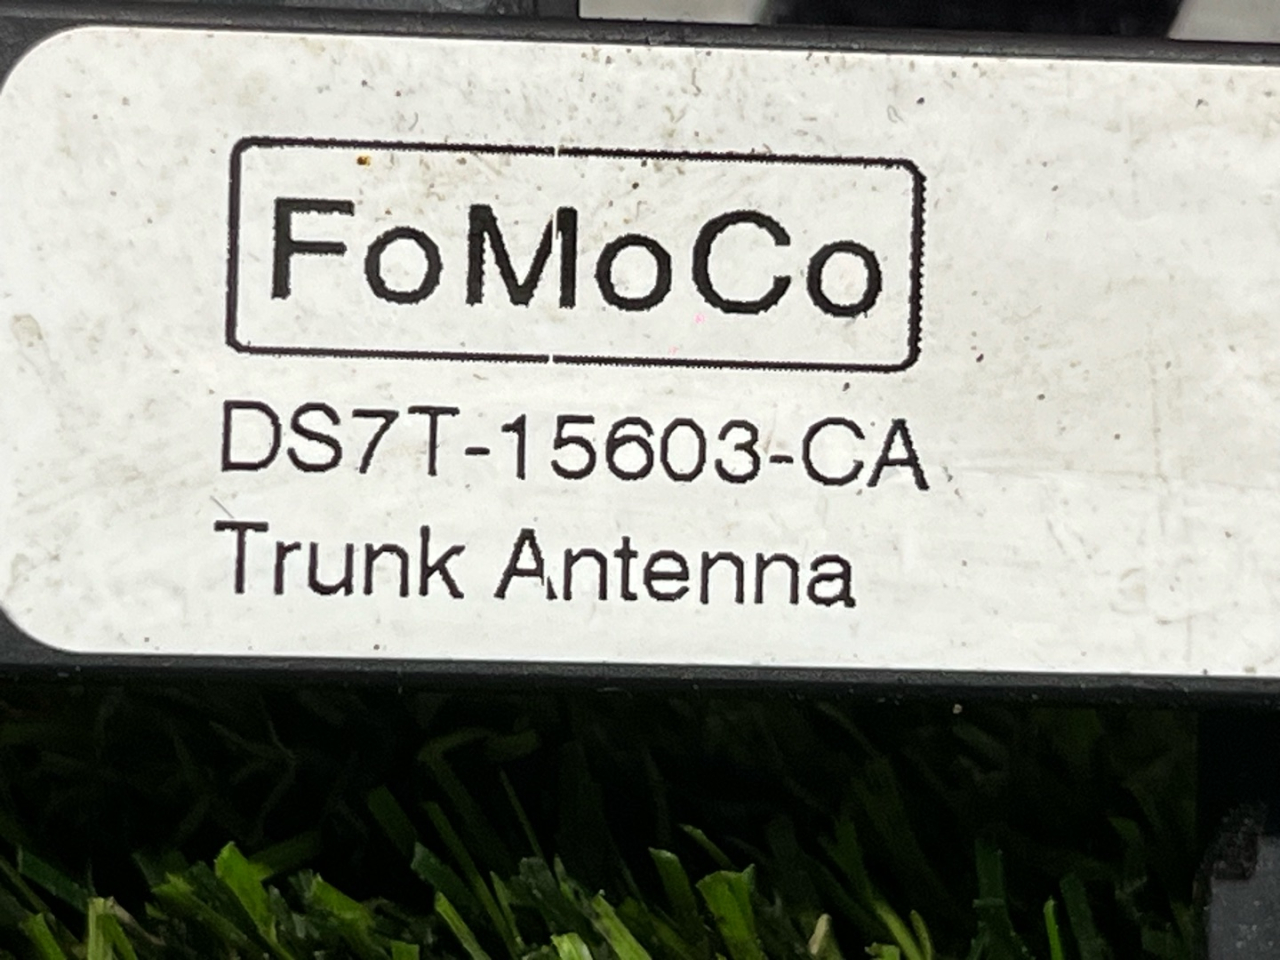 FoMoCo
DS7T-15603-CA
Trunk Antenna